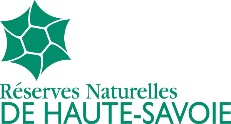 Réserves Naturelles
DE HAUTE-SAVOIE